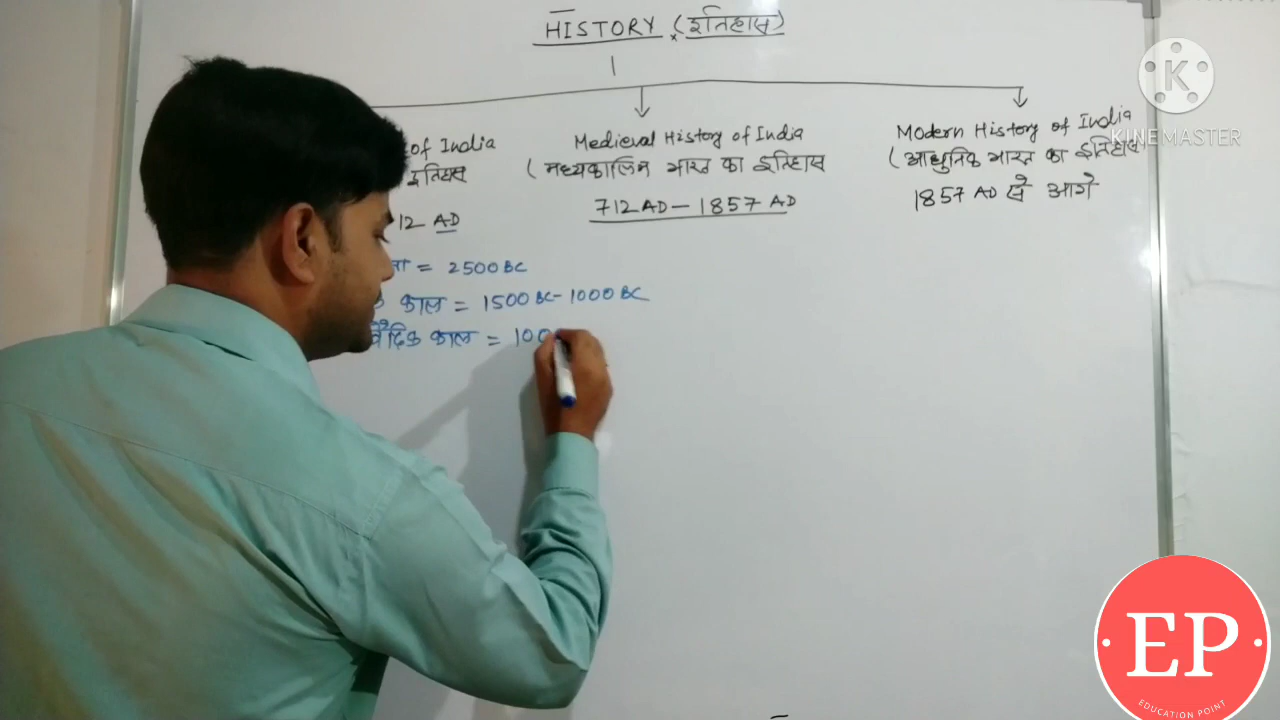 HISTORY (इतिहास)
of India
इतिहास
12 AD
Medieval History of India
(मध्यकालिन भारत का इतिहास
712 AD - 1857 AD
Modern History of India
(आधुनिक भारत का इतिहास
1857 AD से आगे
= 2500 BC
काल = 1500 BC - 1000 BC
वैदिक काल = 100
K
KINEMASTER
EP
EDUCATION POINT